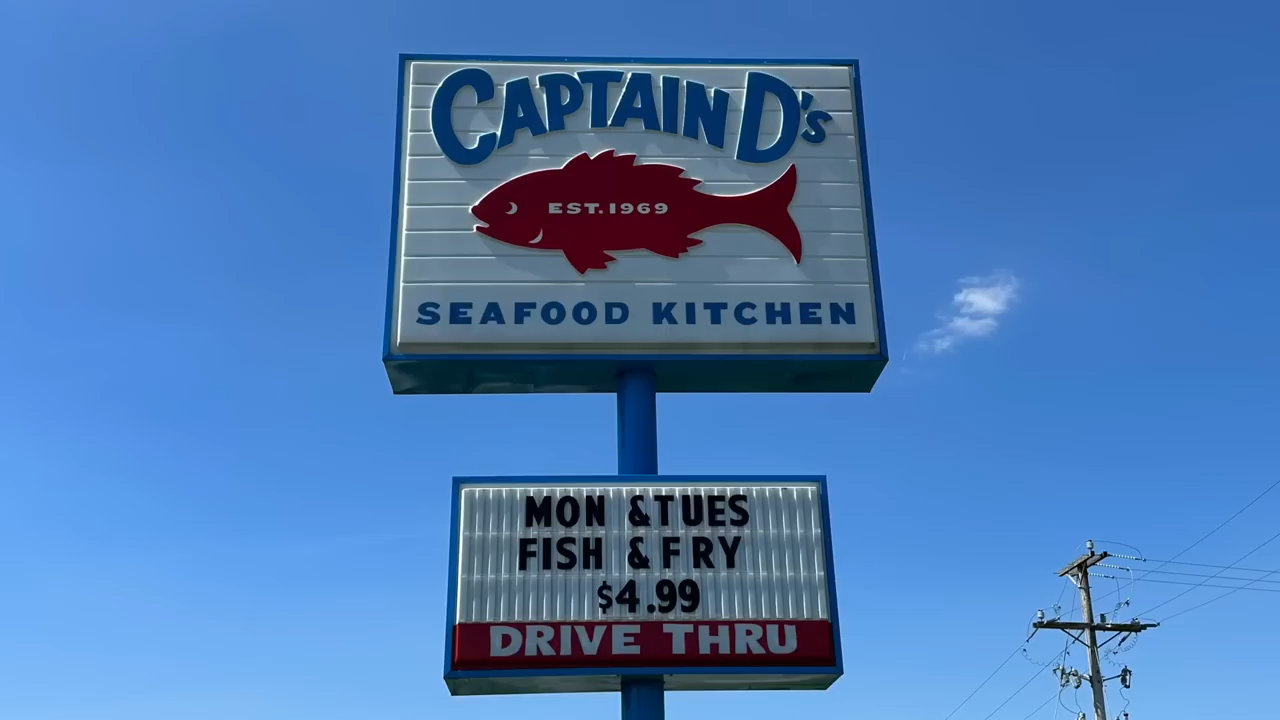 CAPTAIN D's
EST. 1969
SEAFOOD KITCHEN
MON & TUES
FISH & FRY
$4.99
DRIVE THRU